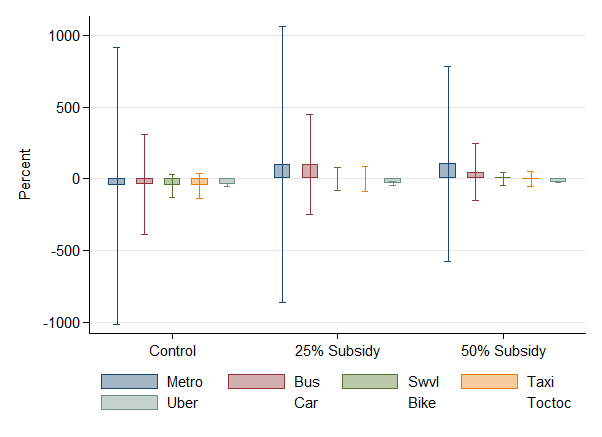 1000
500
0
-500
-1000
Percent
Control 25% Subsidy 50% Subsidy
Metro Bus Swvl Taxi
Uber Car Bike Toctoc